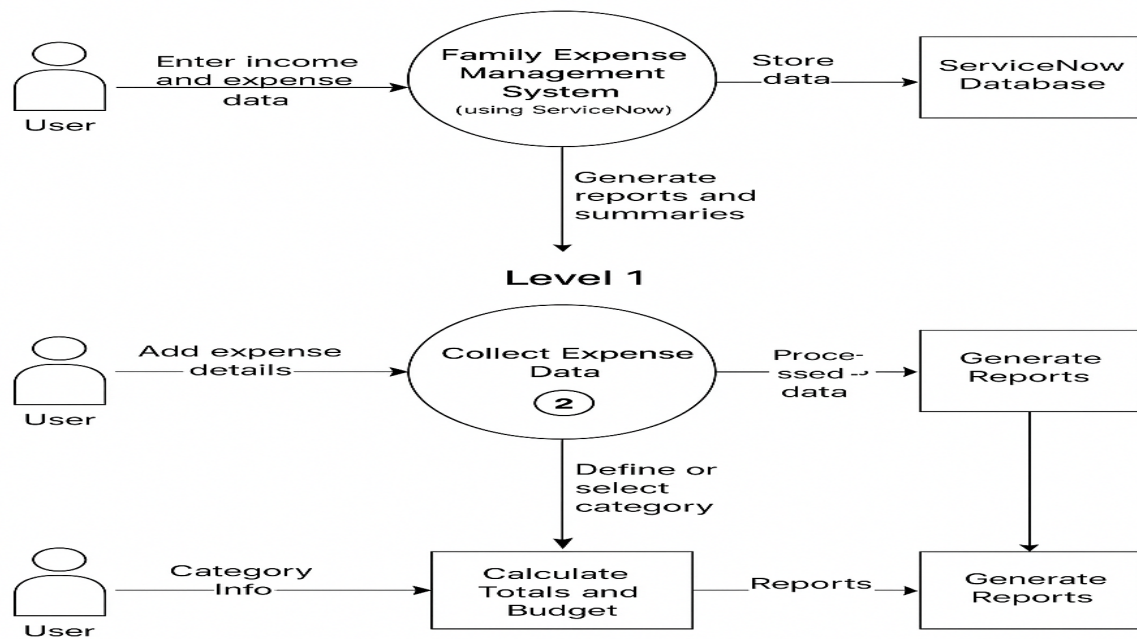 Enter income
and expense
data
User
Family Expense
Management
System
(using ServiceNow)
Store
data
ServiceNow
Database
Generate
reports and
summaries
Level 1
Add expense
details
User
Collect Expense
Data
2
Proce-
ssed
data
Generate
Reports
Define or
select
category
Category
Info
User
Calculate
Totals and
Budget
Reports
Generate
Reports